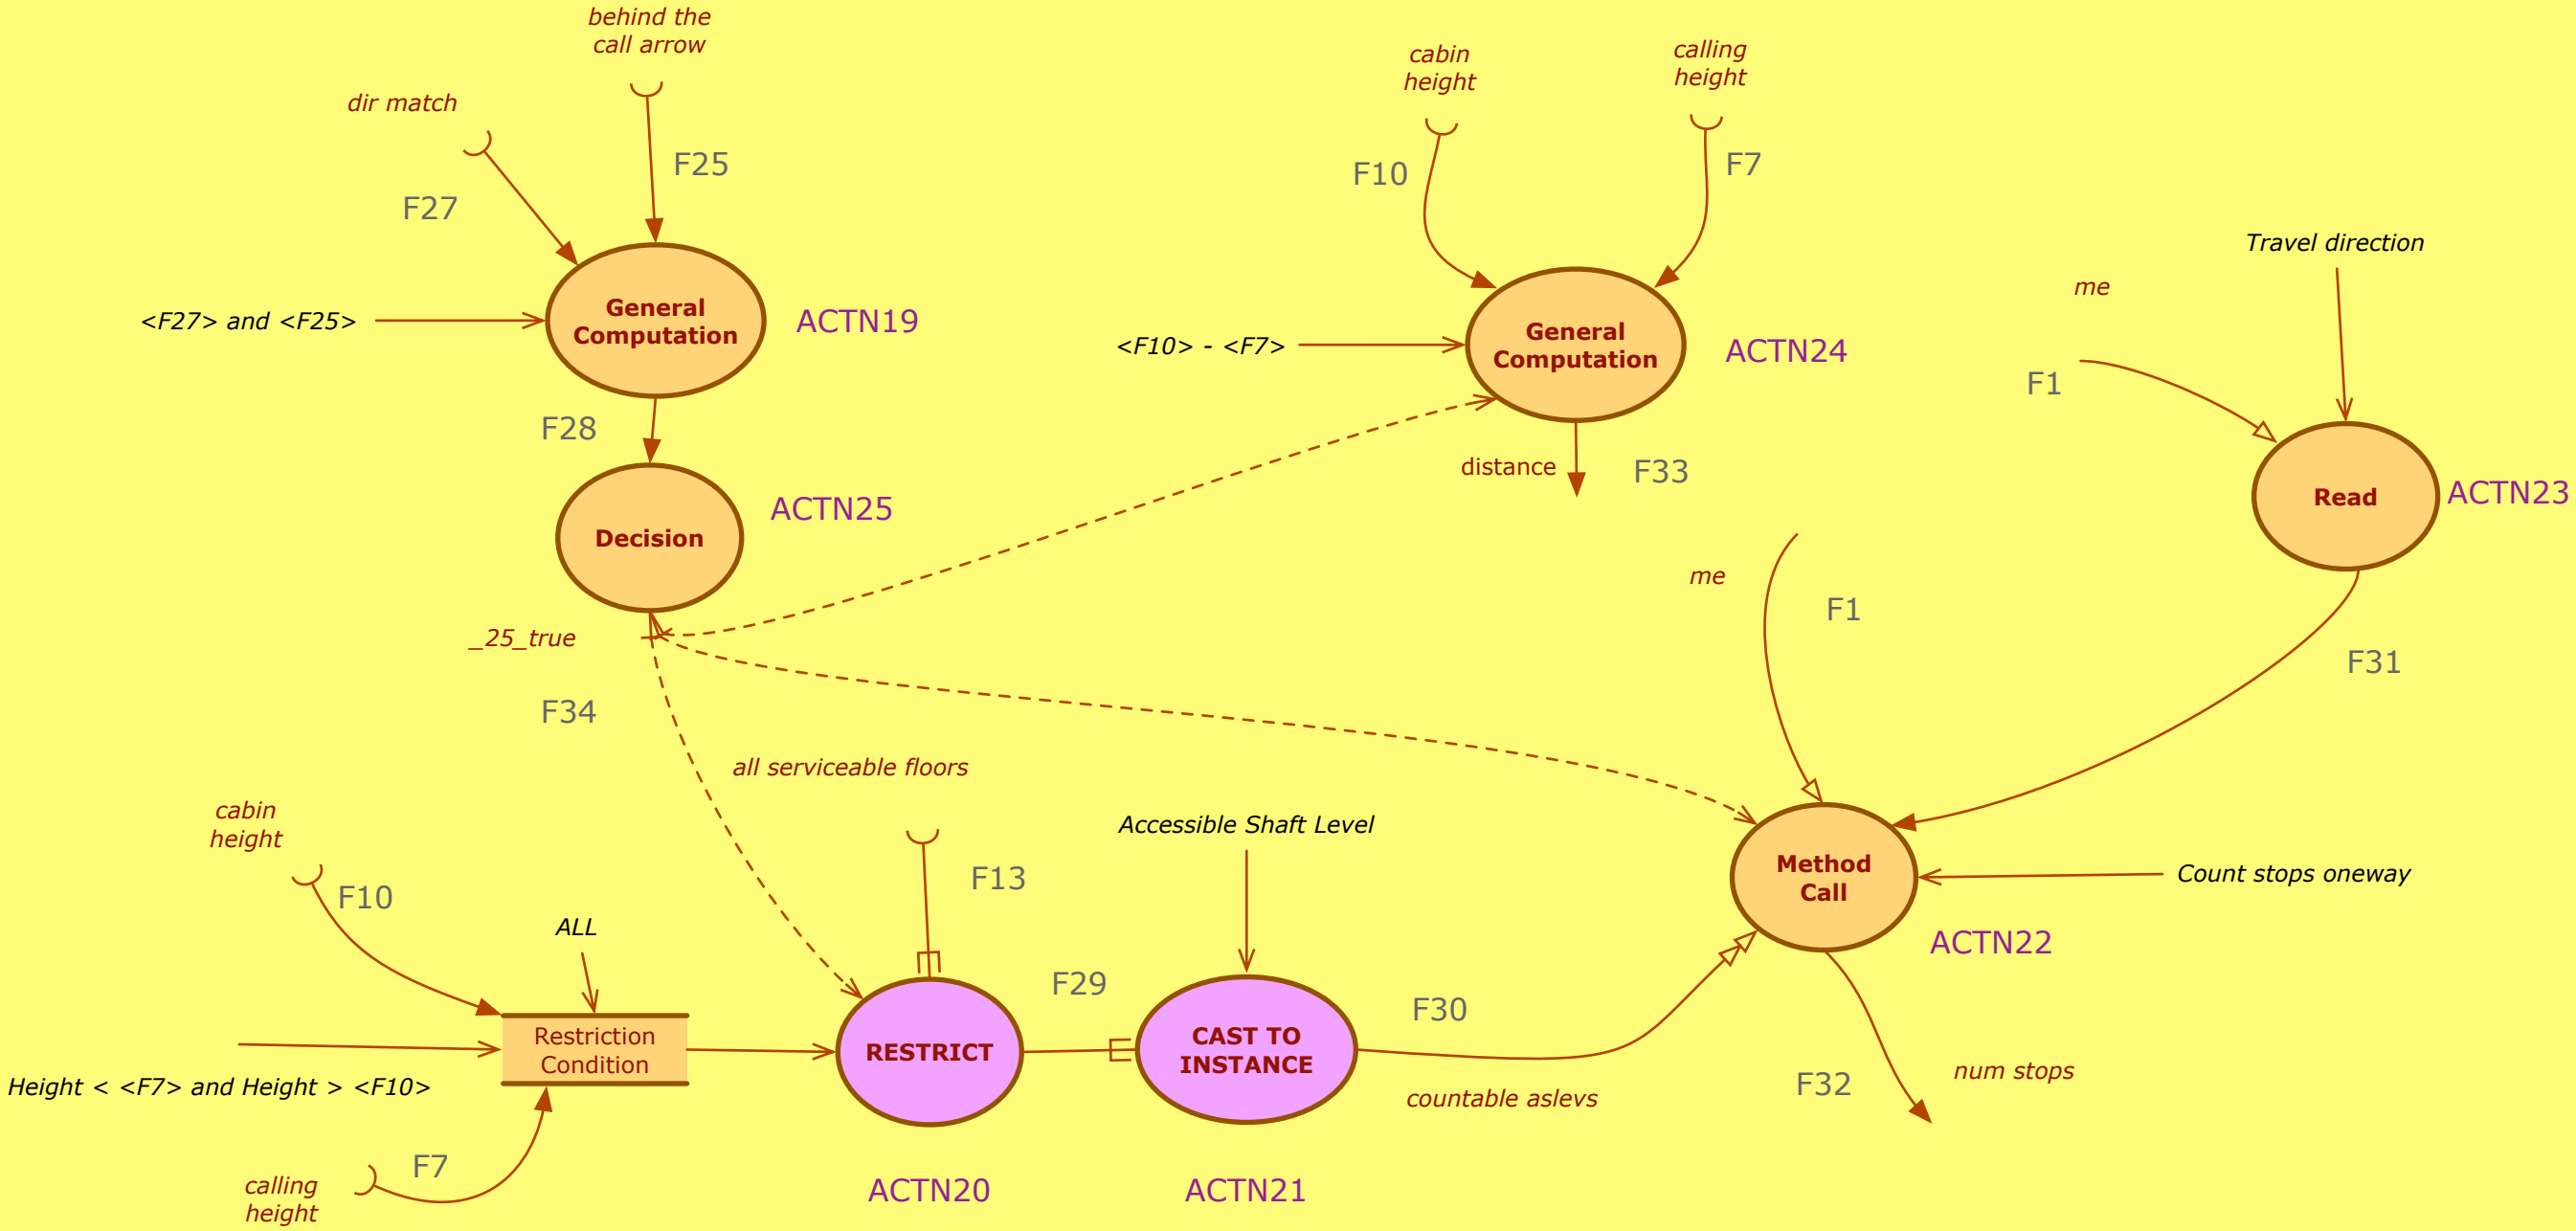 behind the
call arrow
dir match
F25
F27
<F27> and <F25>
General
Computation
ACTN19
F28
Decision
ACTN25
_25_true
F34
cabin
height
calling
height
F10
F7
<F10> - <F7>
General
Computation
ACTN24
distance
F33
Travel direction
me
F1
Read
ACTN23
me
F1
F31
all serviceable floors
F13
Accessible Shaft Level
cabin
height
F10
ALL
Restriction
Condition
Height < <F7> and Height > <F10>
calling
height
F7
RESTRICT
ACTN20
F29
CAST TO
INSTANCE
ACTN21
F30
countable aslevs
Method
Call
Count stops oneway
ACTN22
F32
num stops